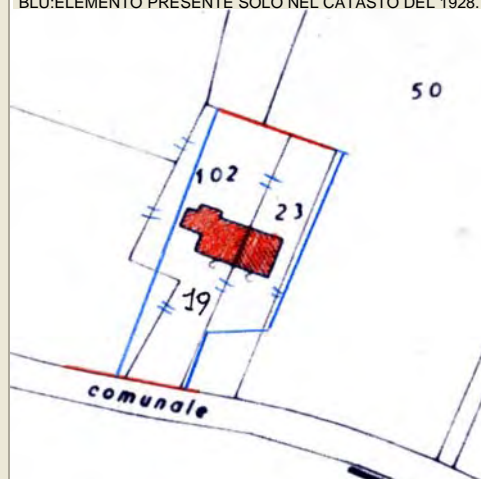 BLU:ELEMENTO PRESENTE SOLO NEL CATASTO DEL 1928.
50
102
23
19
comunale